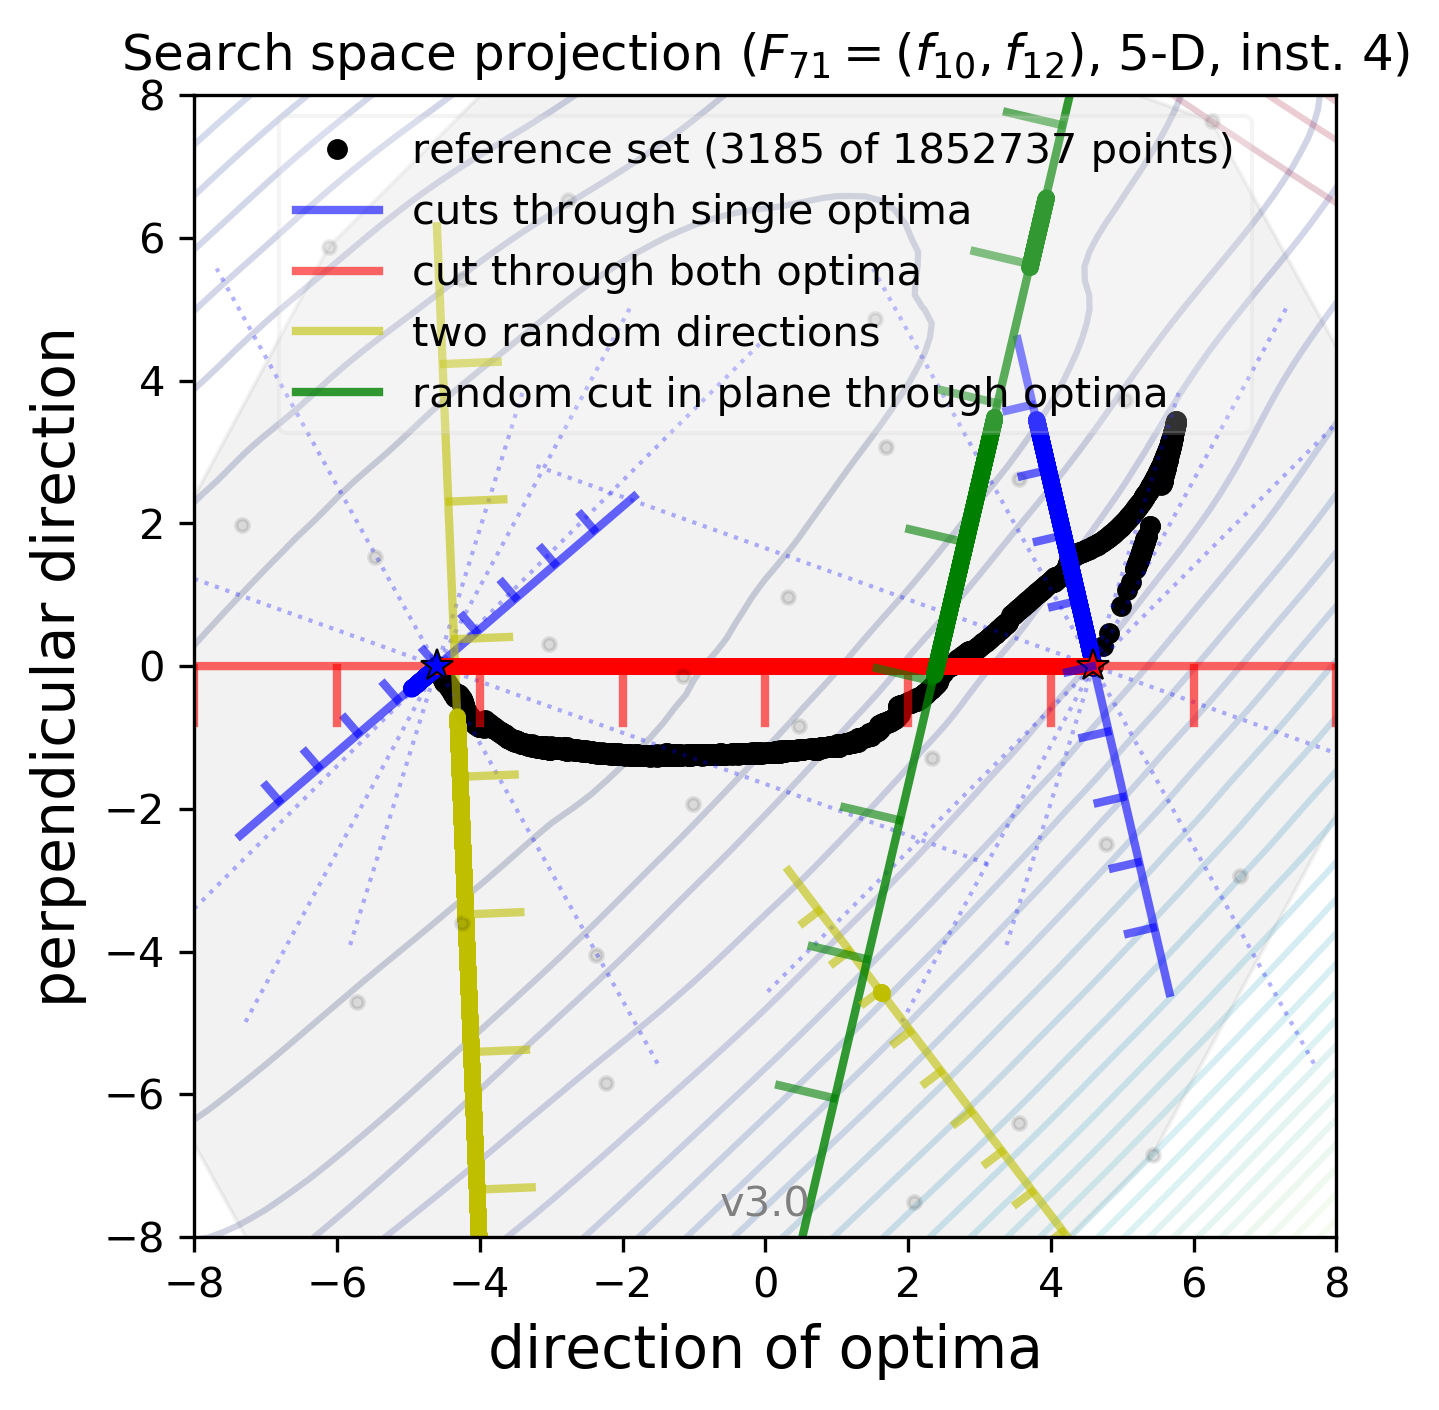 Search space projection (F71 = (f10, f12), 5-D, inst. 4)
reference set (3185 of 1852737 points)
cuts through single optima
cut through both optima
two random directions
random cut in plane through optima
perpendicular direction
8
6
4
2
0
−2
−4
−6
−8
v3.0
−8 −6 −4 −2 0 2 4 6 8
direction of optima